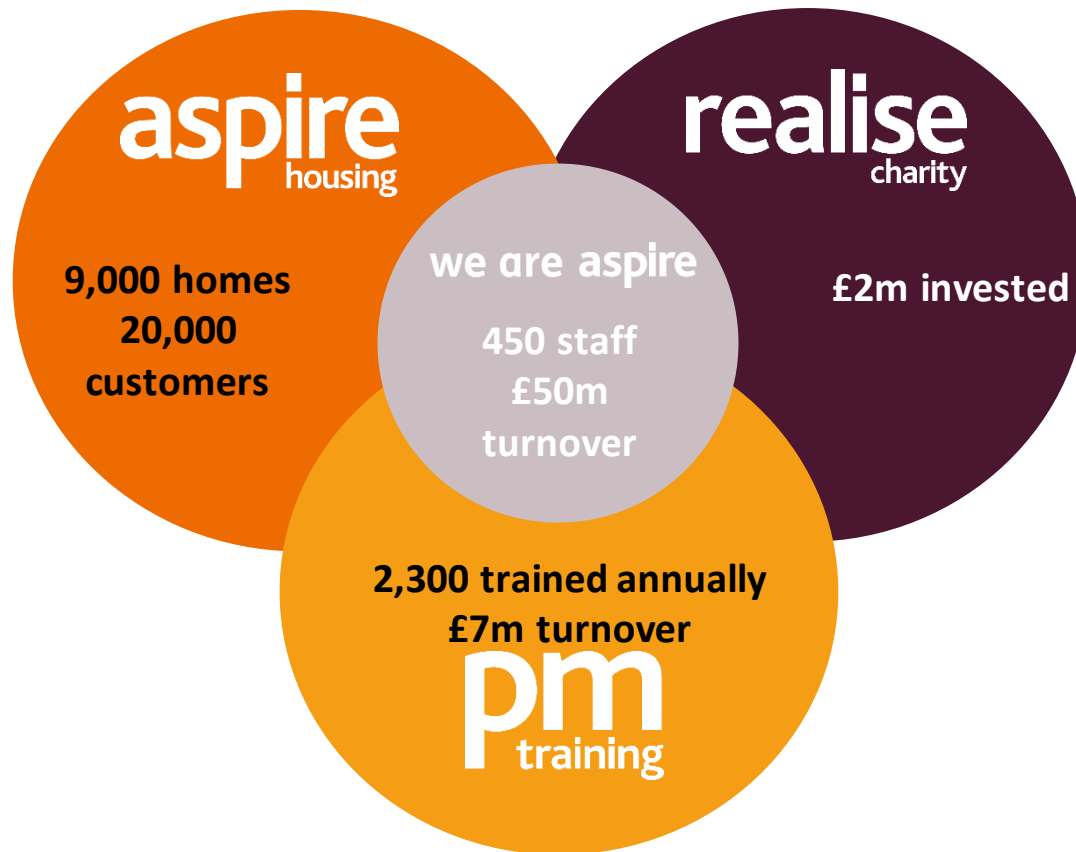 aspire
housing
9,000 homes
20,000
customers
realise
charity
£2m invested
we are aspire
450 staff
£50m
turnover
2,300 trained annually
£7m turnover
pm
training